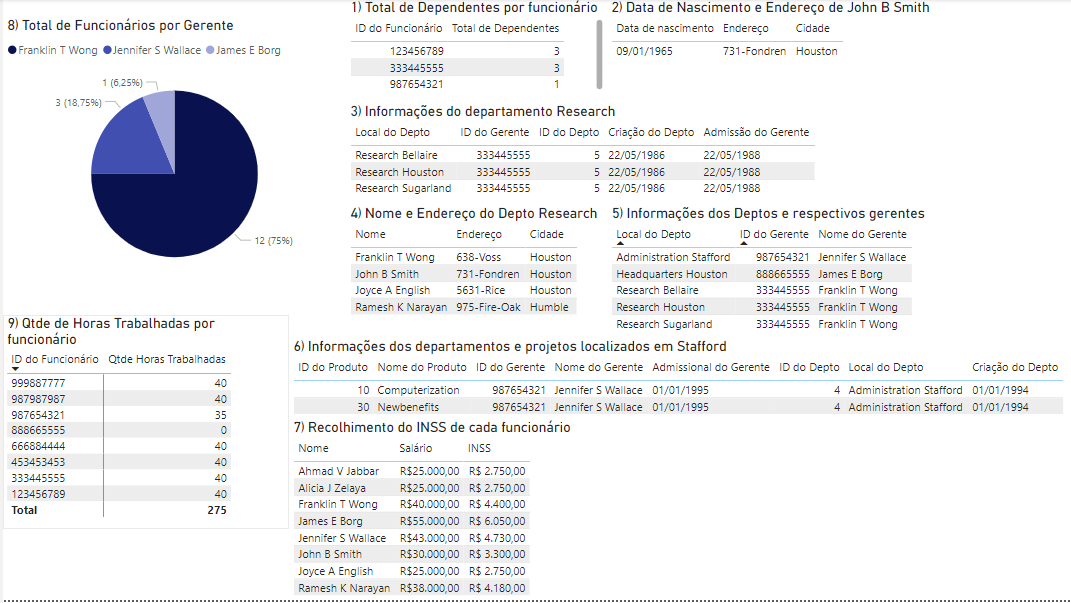 8) Total de Funcionários por Gerente
Franklin T Wong Jennifer S Wallace James E Borg
1 (6,25%)
3 (18,75%)
12 (75%)
1) Total de Dependentes por funcionário
ID do Funcionário Total de Dependentes
123456789 3
333445555 3
987654321 1
2) Data de Nascimento e Endereço de John B Smith
Data de nascimento Endereço Cidade
09/01/1965 731-Fondren Houston
3) Informações do departamento Research
Local do Depto ID do Gerente ID do Depto Criação do Depto Admissão do Gerente
Research Bellaire 333445555 5 22/05/1986 22/05/1988
Research Houston 333445555 5 22/05/1986 22/05/1988
Research Sugarland 333445555 5 22/05/1986 22/05/1988
4) Nome e Endereço do Depto Research
Nome Endereço Cidade
Franklin T Wong 638-Voss Houston
John B Smith 731-Fondren Houston
Joyce A English 5631-Rice Houston
Ramesh K Narayan 975-Fire-Oak Humble
5) Informações dos Deptos e respectivos gerentes
Local do Depto ID do Gerente Nome do Gerente
Administration Stafford 987654321 Jennifer S Wallace
Headquarters Houston 888665555 James E Borg
Research Bellaire 333445555 Franklin T Wong
Research Houston 333445555 Franklin T Wong
Research Sugarland 333445555 Franklin T Wong
9) Qtde de Horas Trabalhadas por
funcionário
ID do Funcionário Qtde Horas Trabalhadas
999887777 40
987987987 40
987654321 35
888665555 0
666884444 40
453453453 40
333445555 40
123456789 40
Total 275
6) Informações dos departamentos e projetos localizados em Stafford
ID do Produto Nome do Produto ID do Gerente Nome do Gerente Admissional do Gerente ID do Depto Local do Depto Criação do Depto
10 Computerization 987654321 Jennifer S Wallace 01/01/1995 4 Administration Stafford 01/01/1994
30 Newbenefits 987654321 Jennifer S Wallace 01/01/1995 4 Administration Stafford 01/01/1994
7) Recolhimento do INSS de cada funcionário
Nome Salário INSS
Ahmad V Jabbar R$25.000,00 R$ 2.750,00
Alicia J Zelaya R$25.000,00 R$ 2.750,00
Franklin T Wong R$40.000,00 R$ 4.400,00
James E Borg R$55.000,00 R$ 6.050,00
Jennifer S Wallace R$43.000,00 R$ 4.730,00
John B Smith R$30.000,00 R$ 3.300,00
Joyce A English R$25.000,00 R$ 2.750,00
Ramesh K Narayan R$38.000,00 R$ 4.180,00